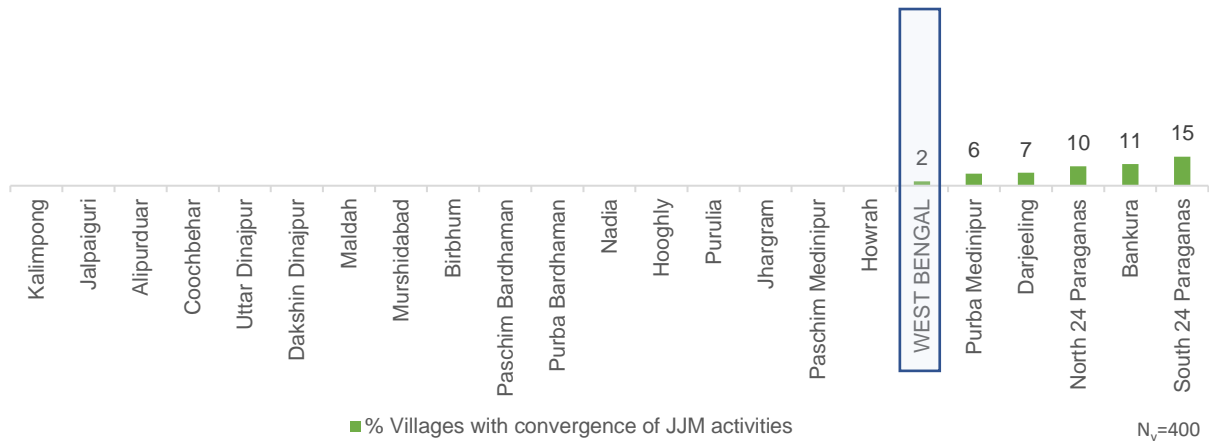 2
6
7
10
11
15
Kalimpong
Jalpaiguri
Alipurduar
Coochbehar
Uttar Dinajpur
Dakshin Dinajpur
Maldah
Murshidabad
Birbhum
Paschim Bardhaman
Purba Bardhaman
Nadia
Hooghly
Purulia
Jhargram
Paschim Medinipur
Howrah
WEST BENGAL
Purba Medinipur
Darjeeling
North 24 Paraganas
Bankura
South 24 Paraganas
% Villages with convergence of JJM activities
Nv=400